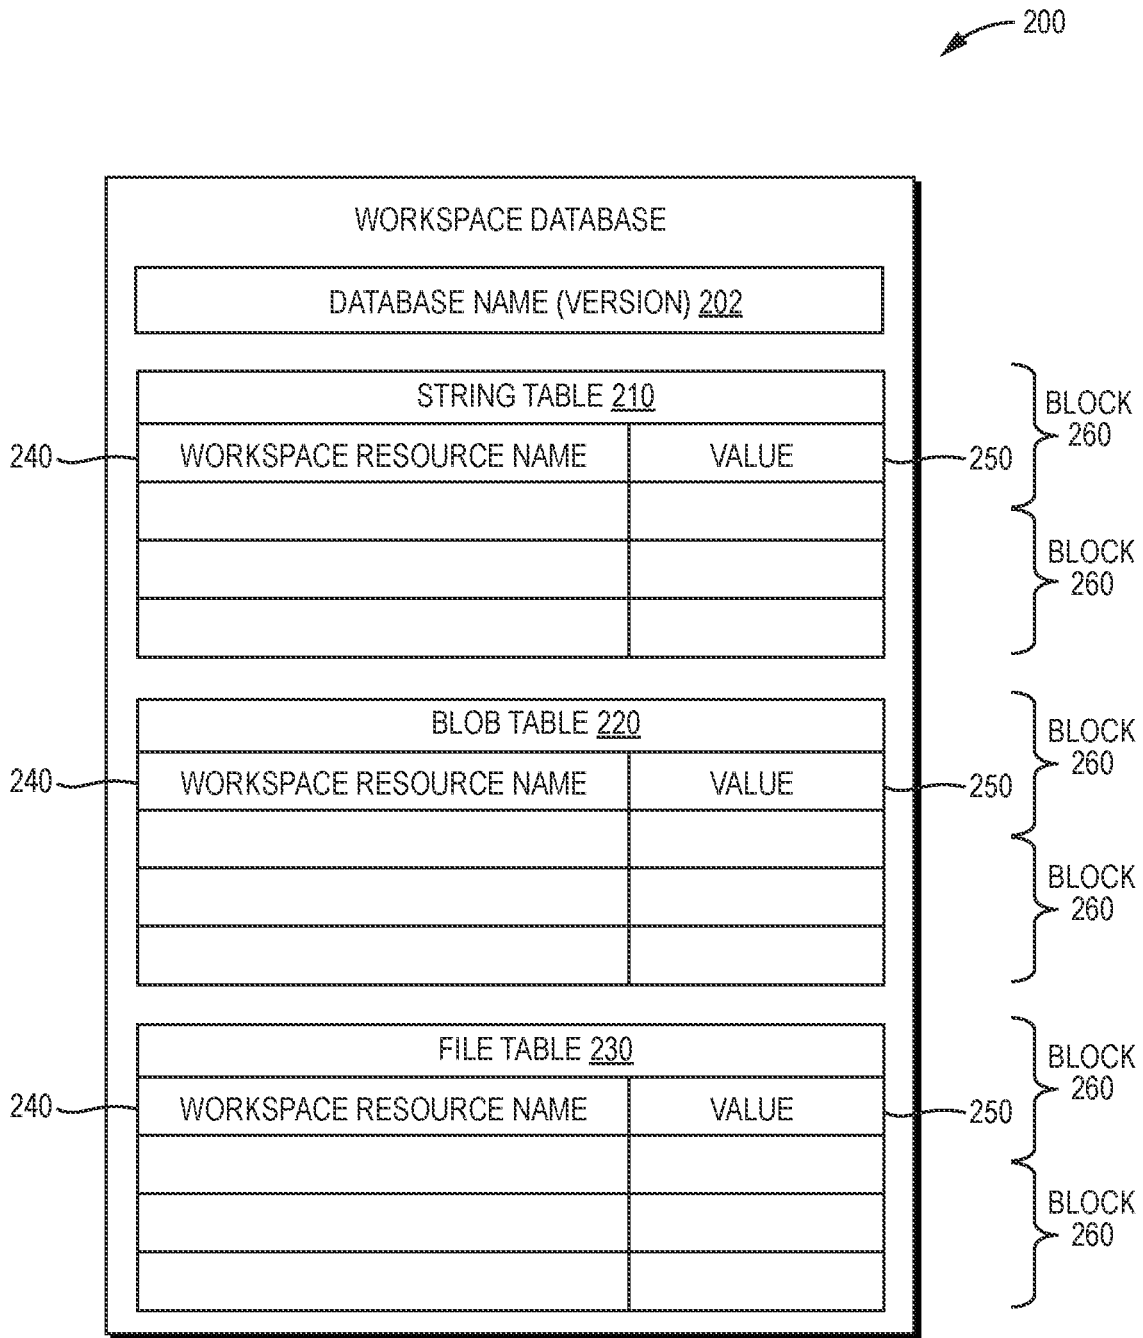 200
WORKSPACE DATABASE
DATABASE NAME (VERSION) 202
STRING TABLE 210
BLOCK
260
240
WORKSPACE RESOURCE NAME
VALUE
250
BLOCK
260
BLOB TABLE 220
BLOCK
260
240
WORKSPACE RESOURCE NAME
VALUE
250
BLOCK
260
FILE TABLE 230
BLOCK
260
240
WORKSPACE RESOURCE NAME
VALUE
250
BLOCK
260